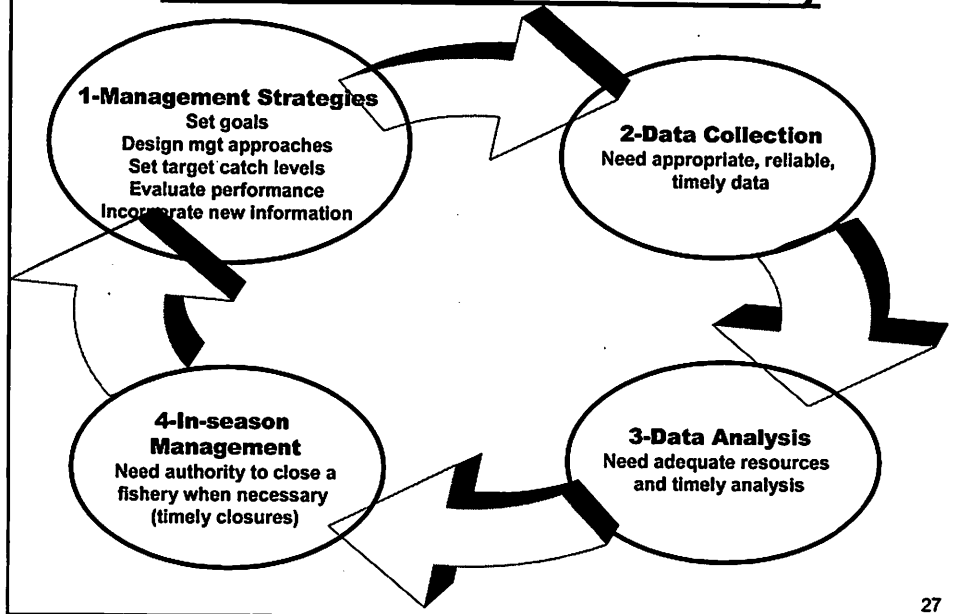 1-Management Strategies
Set goals
Design mgt approaches
Set target catch levels
Evaluate performance
Incorporate new information
2-Data Collection
Need appropriate, reliable,
timely data
3-Data Analysis
Need adequate resources
and timely analysis
4-In-season
Management
Need authority to close a
fishery when necessary
(timely closures)
27